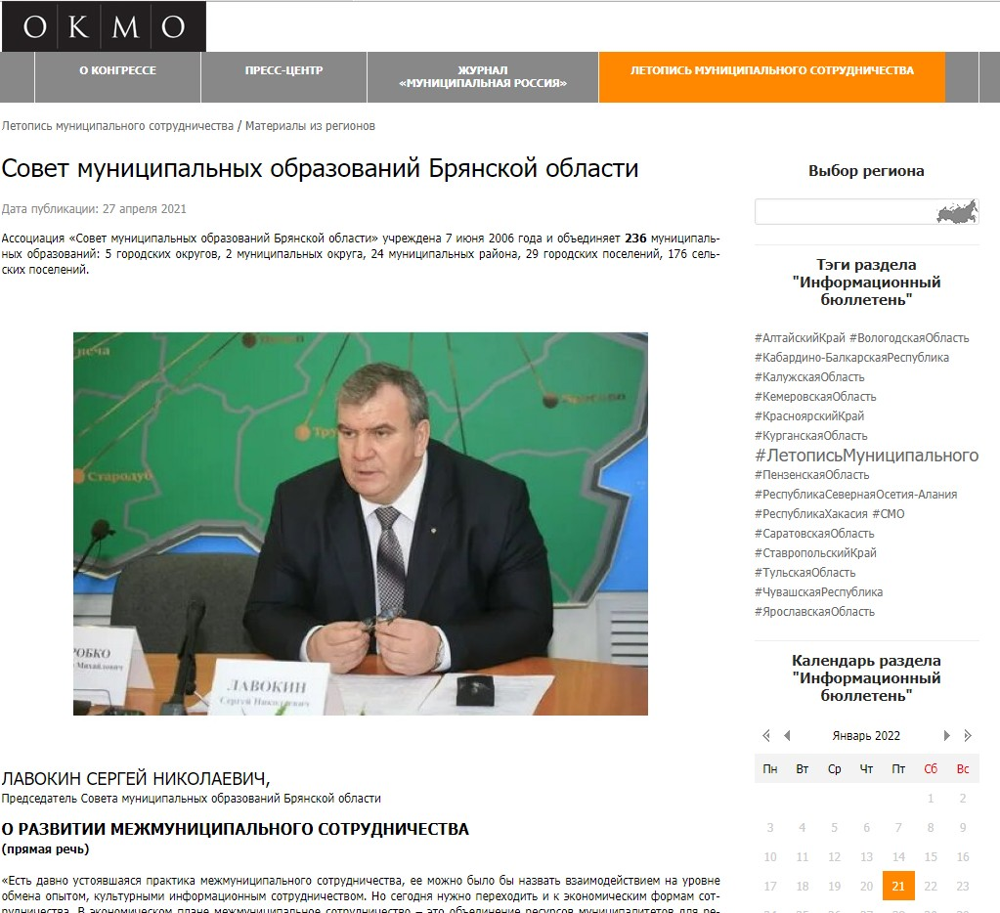 ОКМО
О КОНГРЕССЕ
ПРЕСС-ЦЕНТР
ЖУРНАЛ
«МУНИЦИПАЛЬНАЯ РОССИЯ»
ЛЕТОПИСЬ МУНИЦИПАЛЬНОГО СОТРУДНИЧЕСТВА
Летопись муниципального сотрудничества / Материалы из регионов
Совет муниципальных образований Брянской области
Дата публикации: 27 апреля 2021
Ассоциация «Совет муниципальных образований Брянской области» учреждена 7 июня 2006 года и объединяет 236 муниципаль-
ных образований: 5 городских округов, 2 муниципальных округа, 24 муниципальных района, 29 городских поселений, 176 сель-
ских поселений.
Стародуб
РОБКО
Михайлович
ЛАВОКИН
Сергей Николаевич
ЛАВОКИН СЕРГЕЙ НИКОЛАЕВИЧ,
Председатель Совета муниципальных образований Брянской области
О РАЗВИТИИ МЕЖМУНИЦИПАЛЬНОГО СОТРУДНИЧЕСТВА
(прямая речь)
«Есть давно устоявшаяся практика межмуниципального сотрудничества, ее можно было бы назвать взаимодействием на уровне
обмена опытом, культурными информационным сотрудничеством. Но сегодня нужно переходить и к экономическим формам сот-
рудничества. В экономическом плане межмуниципальное сотрудничество – это объединение ресурсов муниципалитетов для ре-
Выбор региона
Тэги раздела
"Информационный
бюллетень"
#АлтайскийКрай #ВологодскаяОбласть
#Кабардино-БалкарскаяРеспублика
#КалужскаяОбласть
#КемеровскаяОбласть
#КрасноярскийКрай
#КурганскаяОбласть
#ЛетописьМуниципального
#ПензенскаяОбласть
#РеспубликаСевернаяОсетия-Алания
#РеспубликаХакасия #СМО
#СаратовскаяОбласть
#СтавропольскийКрай
#ТульскаяОбласть
#ЧувашскаяРеспублика
#ЯрославскаяОбласть
Календарь раздела
"Информационный
бюллетень"
Январь 2022
Пн Вт Ср Чт Пт Сб Вс
1 2
3 4 5 6 7 8 9
10 11 12 13 14 15 16
17 18 19 20 21 22 23